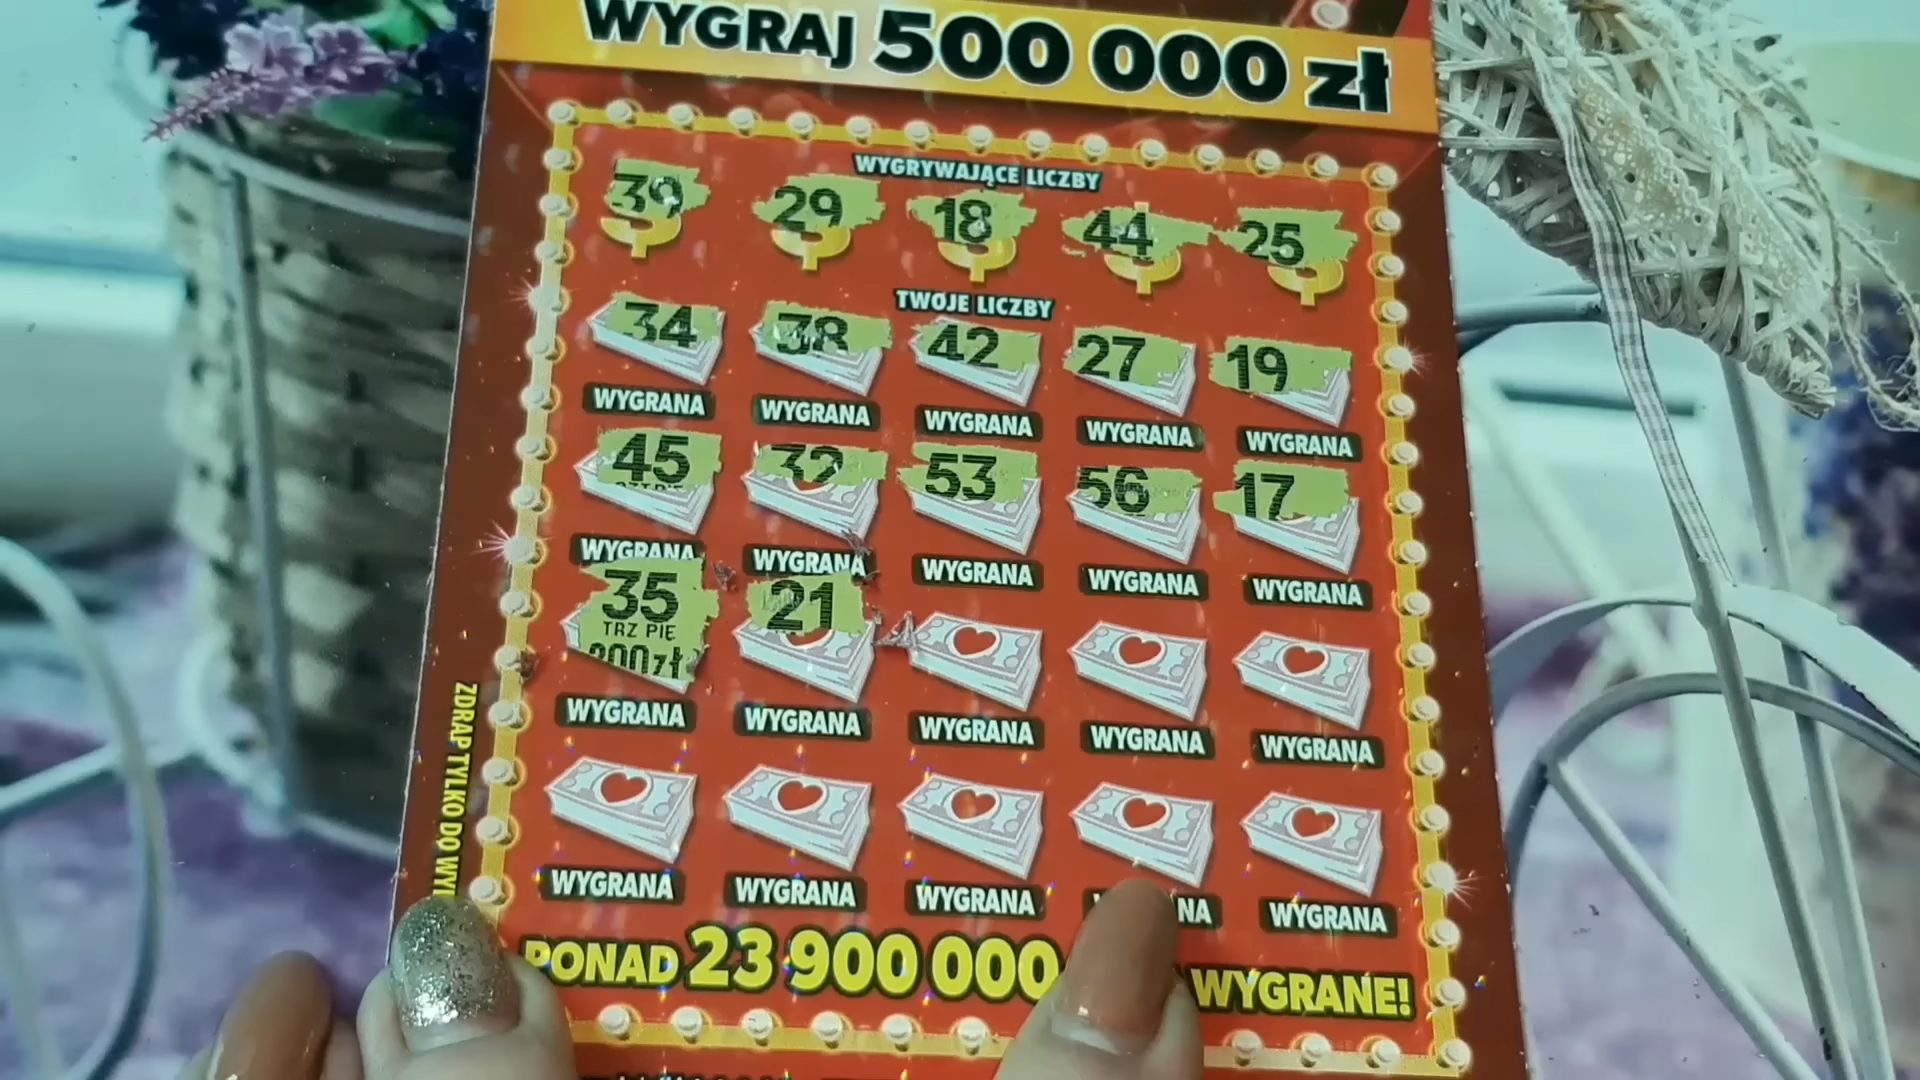 WYGRAJ 500 000 zł
WYGRYWAJĄCE LICZBY
39 29 18 44 25
TWOJE LICZBY
34 38 42 27 19
WYGRANA WYGRANA WYGRANA WYGRANA WYGRANA
45 32 53 56 17
WYGRANA WYGRANA WYGRANA WYGRANA WYGRANA
35 21
TRZ PIĘ
WYGRANA WYGRANA WYGRANA WYGRANA WYGRANA
WYGRANA WYGRANA WYGRANA NA WYGRANA
PONAD 23 900 000 WYGRANE!
ZDRAP TYLKO DO